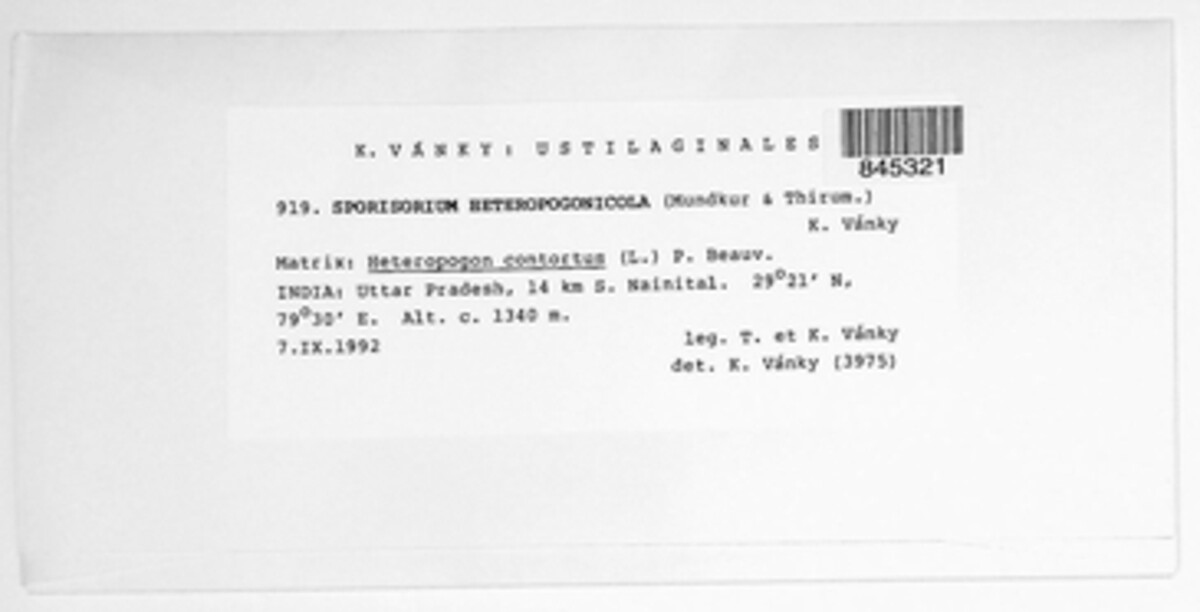 K. VÁNKY: USTILAGINALES
845321
919. SPORISORIUM HETEROPOGONICOLA (Mundkur & Thirum.)
K. Vánky
Matrix: Heteropogon contortus (L.) P. Beauv.
INDIA: Uttar Pradesh, 14 km S. Nainital. 29°21' N,
79°30' E. Alt. c. 1340 m.
7.IX.1992
leg. T. et K. Vánky
det. K. Vánky (3975)